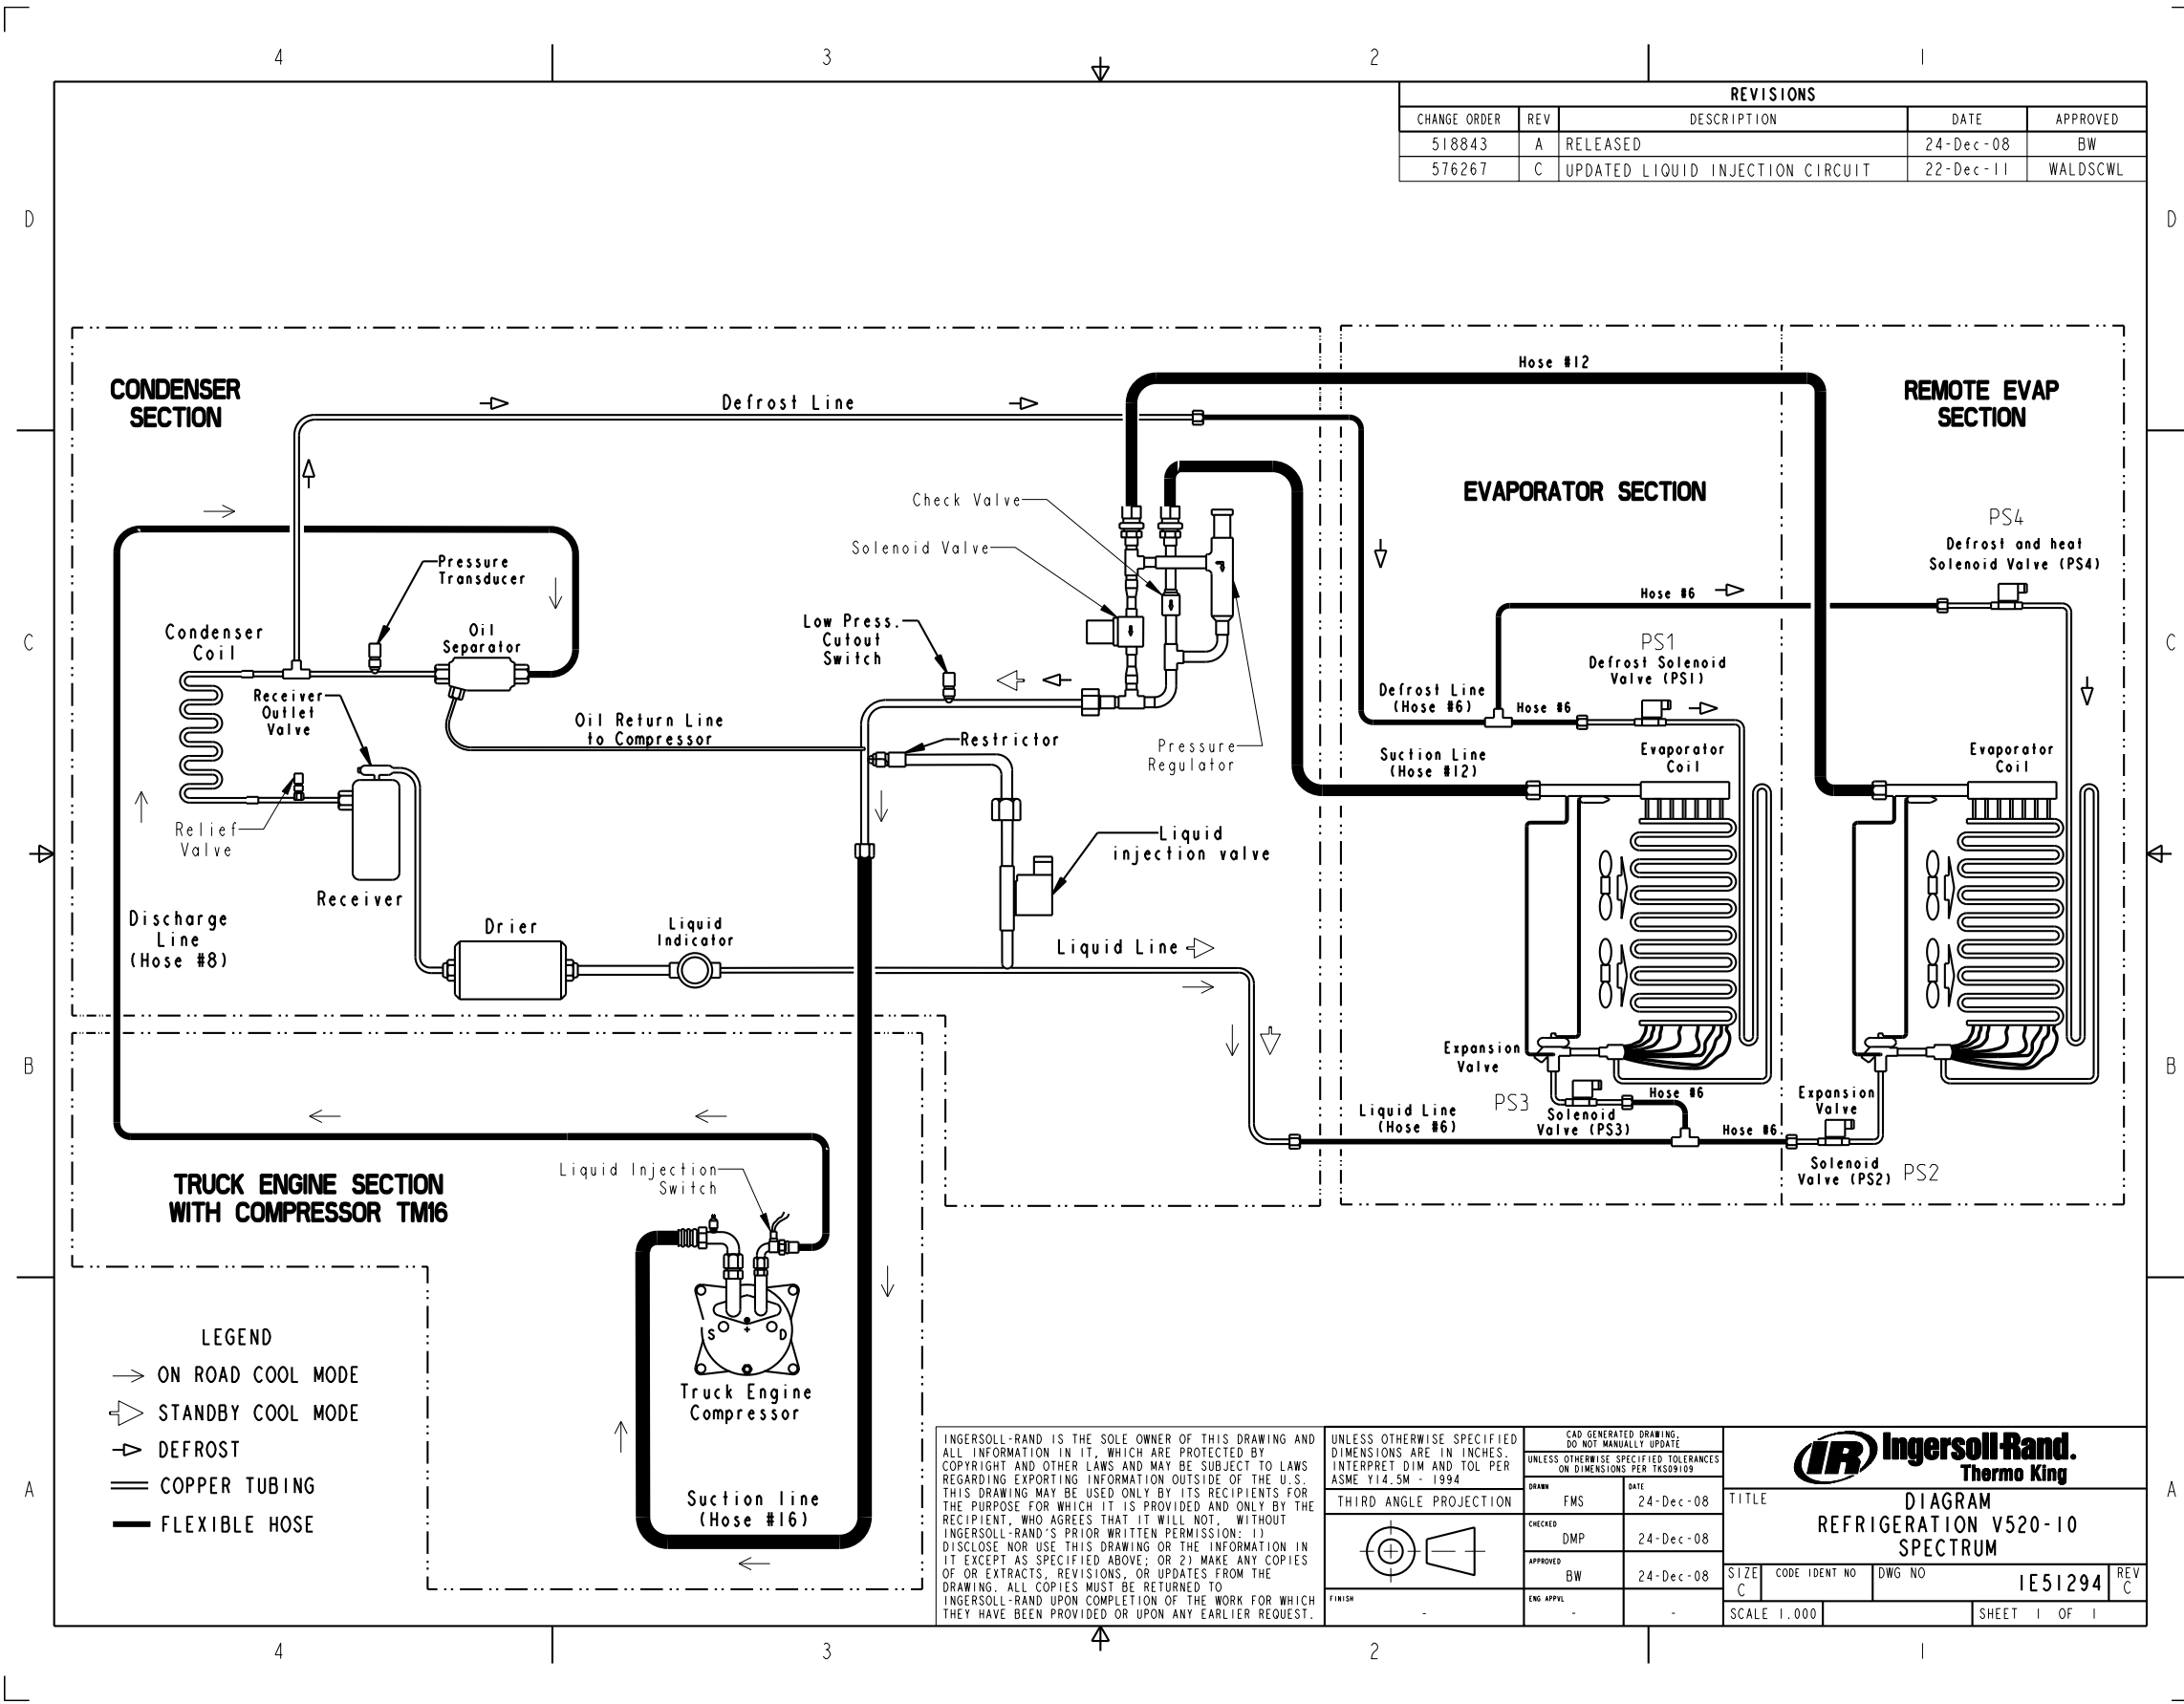 4
3
2
1
REVISIONS
CHANGE ORDER REV DESCRIPTION DATE APPROVED
518843 A RELEASED 24-Dec-08 BW
576267 C UPDATED LIQUID INJECTION CIRCUIT 22-Dec-11 WALDSCWL
D
D
CONDENSER
SECTION
Defrost Line
Hose #12
REMOTE EVAP
SECTION
EVAPORATOR SECTION
Check Valve
Solenoid Valve
PS4
Defrost and heat
Solenoid Valve (PS4)
Pressure
Transducer
Hose #6
C
C
Condenser
Coil
Oil
Separator
Low Press.
Cutout
Switch
PS1
Defrost Solenoid
Valve (PS1)
Receiver
Outlet
Valve
Defrost Line
(Hose #6)
Hose #6
Oil Return Line
to Compressor
Restrictor
Pressure
Regulator
Suction Line
(Hose #12)
Evaporator
Coil
Evaporator
Coil
Relief
Valve
Liquid
injection valve
Receiver
Discharge
Line
(Hose #8)
Drier
Liquid
Indicator
Liquid Line
B
B
Expansion
Valve
PS3
Solenoid
Valve (PS3)
Hose #6
Liquid Line
(Hose #6)
Hose #6
Expansion
Valve
Solenoid
Valve (PS2)
PS2
TRUCK ENGINE SECTION
WITH COMPRESSOR TM16
Liquid Injection
Switch
S D
Truck Engine
Compressor
Suction line
(Hose #16)
LEGEND
ON ROAD COOL MODE
STANDBY COOL MODE
DEFROST
COPPER TUBING
FLEXIBLE HOSE
A
A
INGERSOLL-RAND IS THE SOLE OWNER OF THIS DRAWING AND
ALL INFORMATION IN IT, WHICH ARE PROTECTED BY
COPYRIGHT AND OTHER LAWS AND MAY BE SUBJECT TO LAWS
REGARDING EXPORTING INFORMATION OUTSIDE OF THE U.S.
THIS DRAWING MAY BE USED ONLY BY ITS RECIPIENTS FOR
THE PURPOSE FOR WHICH IT IS PROVIDED AND ONLY BY THE
RECIPIENT, WHO AGREES THAT IT WILL NOT, WITHOUT
INGERSOLL-RAND'S PRIOR WRITTEN PERMISSION: 1)
DISCLOSE NOR USE THIS DRAWING OR THE INFORMATION IN
IT EXCEPT AS SPECIFIED ABOVE; OR 2) MAKE ANY COPIES
OF OR EXTRACTS, REVISIONS, OR UPDATES FROM THE
DRAWING. ALL COPIES MUST BE RETURNED TO
INGERSOLL-RAND UPON COMPLETION OF THE WORK FOR WHICH
THEY HAVE BEEN PROVIDED OR UPON ANY EARLIER REQUEST.
UNLESS OTHERWISE SPECIFIED
DIMENSIONS ARE IN INCHES.
INTERPRET DIM AND TOL PER
ASME Y14.5M - 1994
THIRD ANGLE PROJECTION
FINISH
-
CAD GENERATED DRAWING,
DO NOT MANUALLY UPDATE
UNLESS OTHERWISE SPECIFIED TOLERANCES
ON DIMENSIONS PER TKS09109
DRAWN FMS DATE 24-Dec-08
CHECKED DMP 24-Dec-08
APPROVED BW 24-Dec-08
ENG APPVL - -
IR Ingersoll-Rand.
Thermo King
TITLE
DIAGRAM
REFRIGERATION V520-10
SPECTRUM
SIZE C CODE IDENT NO DWG NO 1E51294 REV C
SCALE 1.000 SHEET 1 OF 1
4
3
2
1